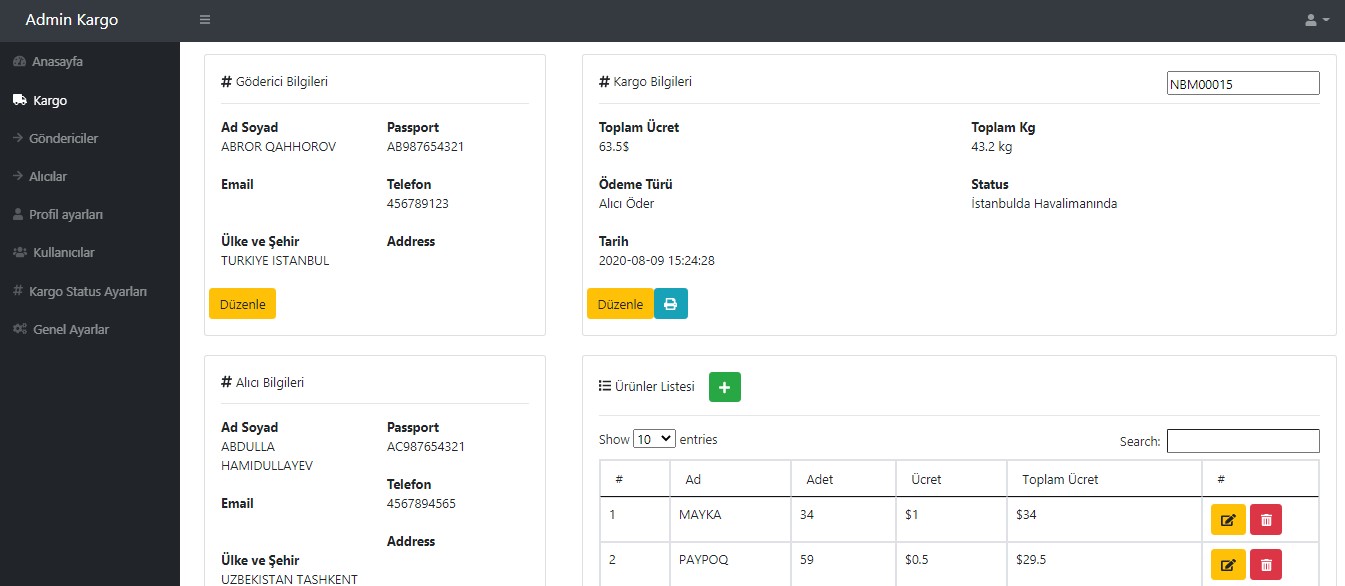 Admin Kargo
Anasayfa
Kargo
Göndericiler
Alıcılar
Profil ayarları
Kullanıcılar
# Kargo Status Ayarları
Genel Ayarlar
# Göderici Bilgileri
Ad Soyad
ABROR QAHHOROV
Passport
AB987654321
Email
Telefon
456789123
Ülke ve Şehir
TURKIYE ISTANBUL
Address
Düzenle
# Kargo Bilgileri
NBM00015
Toplam Ücret
63.5$
Toplam Kg
43.2 kg
Ödeme Türü
Alıcı Öder
Status
İstanbulda Havalimanında
Tarih
2020-08-09 15:24:28
Düzenle
# Alıcı Bilgileri
Ad Soyad
ABDULLA
HAMIDULLAYEV
Passport
AC987654321
Email
Telefon
4567894565
Address
Ülke ve Şehir
UZBEKISTAN TASHKENT
Ürünler Listesi
Show 10 entries
Search:
# Ad Adet Ücret Toplam Ücret #
1 MAYKA 34 $1 $34
2 PAYPOQ 59 $0.5 $29.5